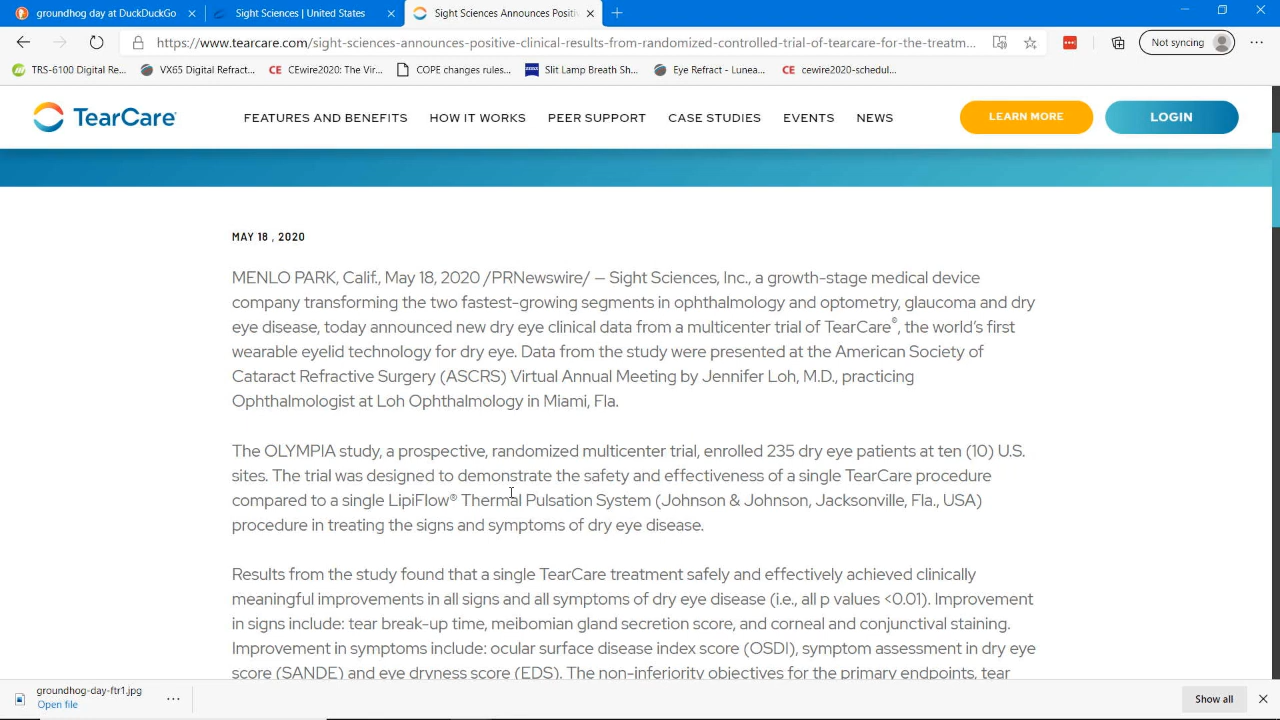 groundhog day at DuckDuckGo
Sight Sciences | United States
Sight Sciences Announces Positi
https://www.tearcare.com/sight-sciences-announces-positive-clinical-results-from-randomized-controlled-trial-of-tearcare-for-the-treatm...
Not syncing
TRS-6100 Digital Re...
VX65 Digital Refract...
CE CEwire2020: The Vir...
COPE changes rules...
ZEISS Slit Lamp Breath Sh...
Eye Refract - Lunea...
CE cewire2020-schedul...
TearCare®
FEATURES AND BENEFITS
HOW IT WORKS
PEER SUPPORT
CASE STUDIES
EVENTS
NEWS
LEARN MORE
LOGIN
MAY 18 , 2020
MENLO PARK, Calif., May 18, 2020 /PRNewswire/ — Sight Sciences, Inc., a growth-stage medical device
company transforming the two fastest-growing segments in ophthalmology and optometry, glaucoma and dry
eye disease, today announced new dry eye clinical data from a multicenter trial of TearCare®, the world's first
wearable eyelid technology for dry eye. Data from the study were presented at the American Society of
Cataract Refractive Surgery (ASCRS) Virtual Annual Meeting by Jennifer Loh, M.D., practicing
Ophthalmologist at Loh Ophthalmology in Miami, Fla.
The OLYMPIA study, a prospective, randomized multicenter trial, enrolled 235 dry eye patients at ten (10) U.S.
sites. The trial was designed to demonstrate the safety and effectiveness of a single TearCare procedure
compared to a single LipiFlow® Thermal Pulsation System (Johnson & Johnson, Jacksonville, Fla., USA)
procedure in treating the signs and symptoms of dry eye disease.
Results from the study found that a single TearCare treatment safely and effectively achieved clinically
meaningful improvements in all signs and all symptoms of dry eye disease (i.e., all p values <0.01). Improvement
in signs include: tear break-up time, meibomian gland secretion score, and corneal and conjunctival staining.
Improvement in symptoms include: ocular surface disease index score (OSDI), symptom assessment in dry eye
score (SANDE) and eye dryness score (EDS). The non-inferiority objectives for the primary endpoints, tear
groundhog-day-ftr1.jpg
Open file
Show all